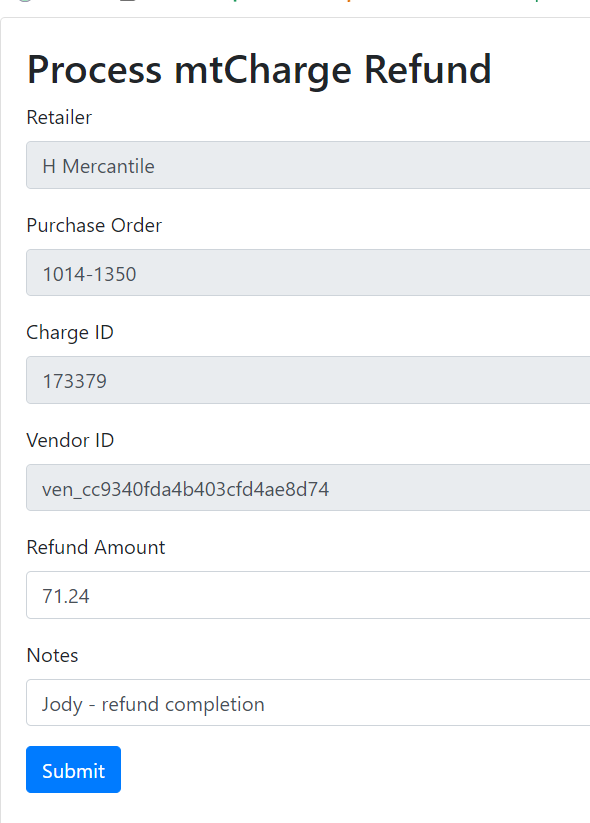 Process mtCharge Refund
Retailer
H Mercantile
Purchase Order
1014-1350
Charge ID
173379
Vendor ID
ven_cc9340fda4b403cfd4ae8d74
Refund Amount
71.24
Notes
Jody - refund completion
Submit